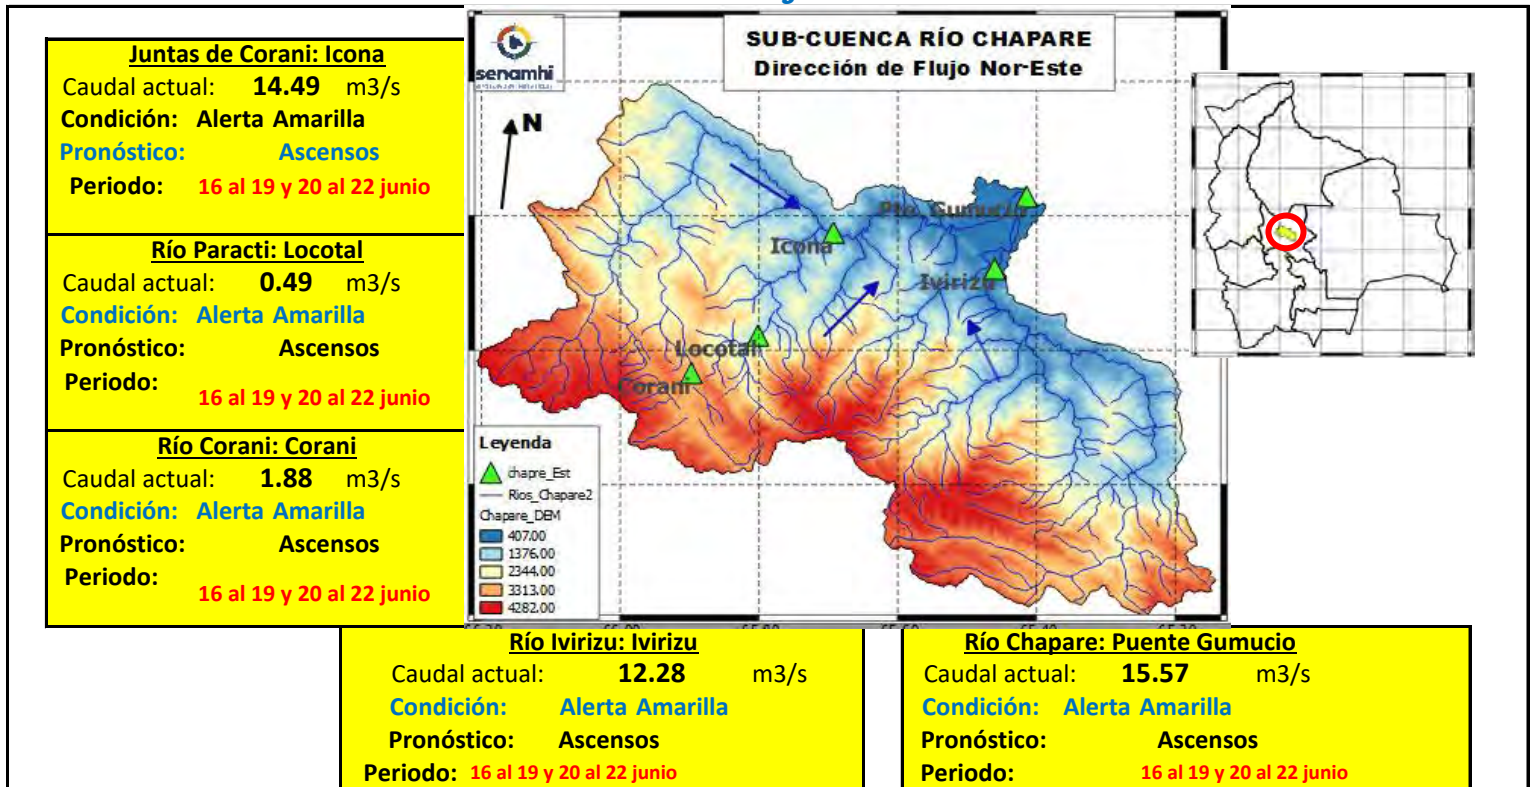 Juntas de Corani: Icona
Caudal actual: 14.49 m3/s
Condición: Alerta Amarilla
Pronóstico: Ascensos
Periodo: 16 al 19 y 20 al 22 junio
Río Paracti: Locotal
Caudal actual: 0.49 m3/s
Condición: Alerta Amarilla
Pronóstico: Ascensos
Periodo:
16 al 19 y 20 al 22 junio
Río Corani: Corani
Caudal actual: 1.88 m3/s
Condición: Alerta Amarilla
Pronóstico: Ascensos
Periodo:
16 al 19 y 20 al 22 junio
senamhi
SUB-CUENCA RÍO CHAPARE
Dirección de Flujo Nor-Este
N
Pto. Gumucio
Icona
Ivirizu
Locotal
Corani
Leyenda
chapre_Est
Rios_Chapare2
Chapare_DEM
407.00
1376.00
2344.00
3313.00
4282.00
Río Ivirizu: Ivirizu
Caudal actual: 12.28 m3/s
Condición: Alerta Amarilla
Pronóstico: Ascensos
Periodo: 16 al 19 y 20 al 22 junio
Río Chapare: Puente Gumucio
Caudal actual: 15.57 m3/s
Condición: Alerta Amarilla
Pronóstico: Ascensos
Periodo: 16 al 19 y 20 al 22 junio